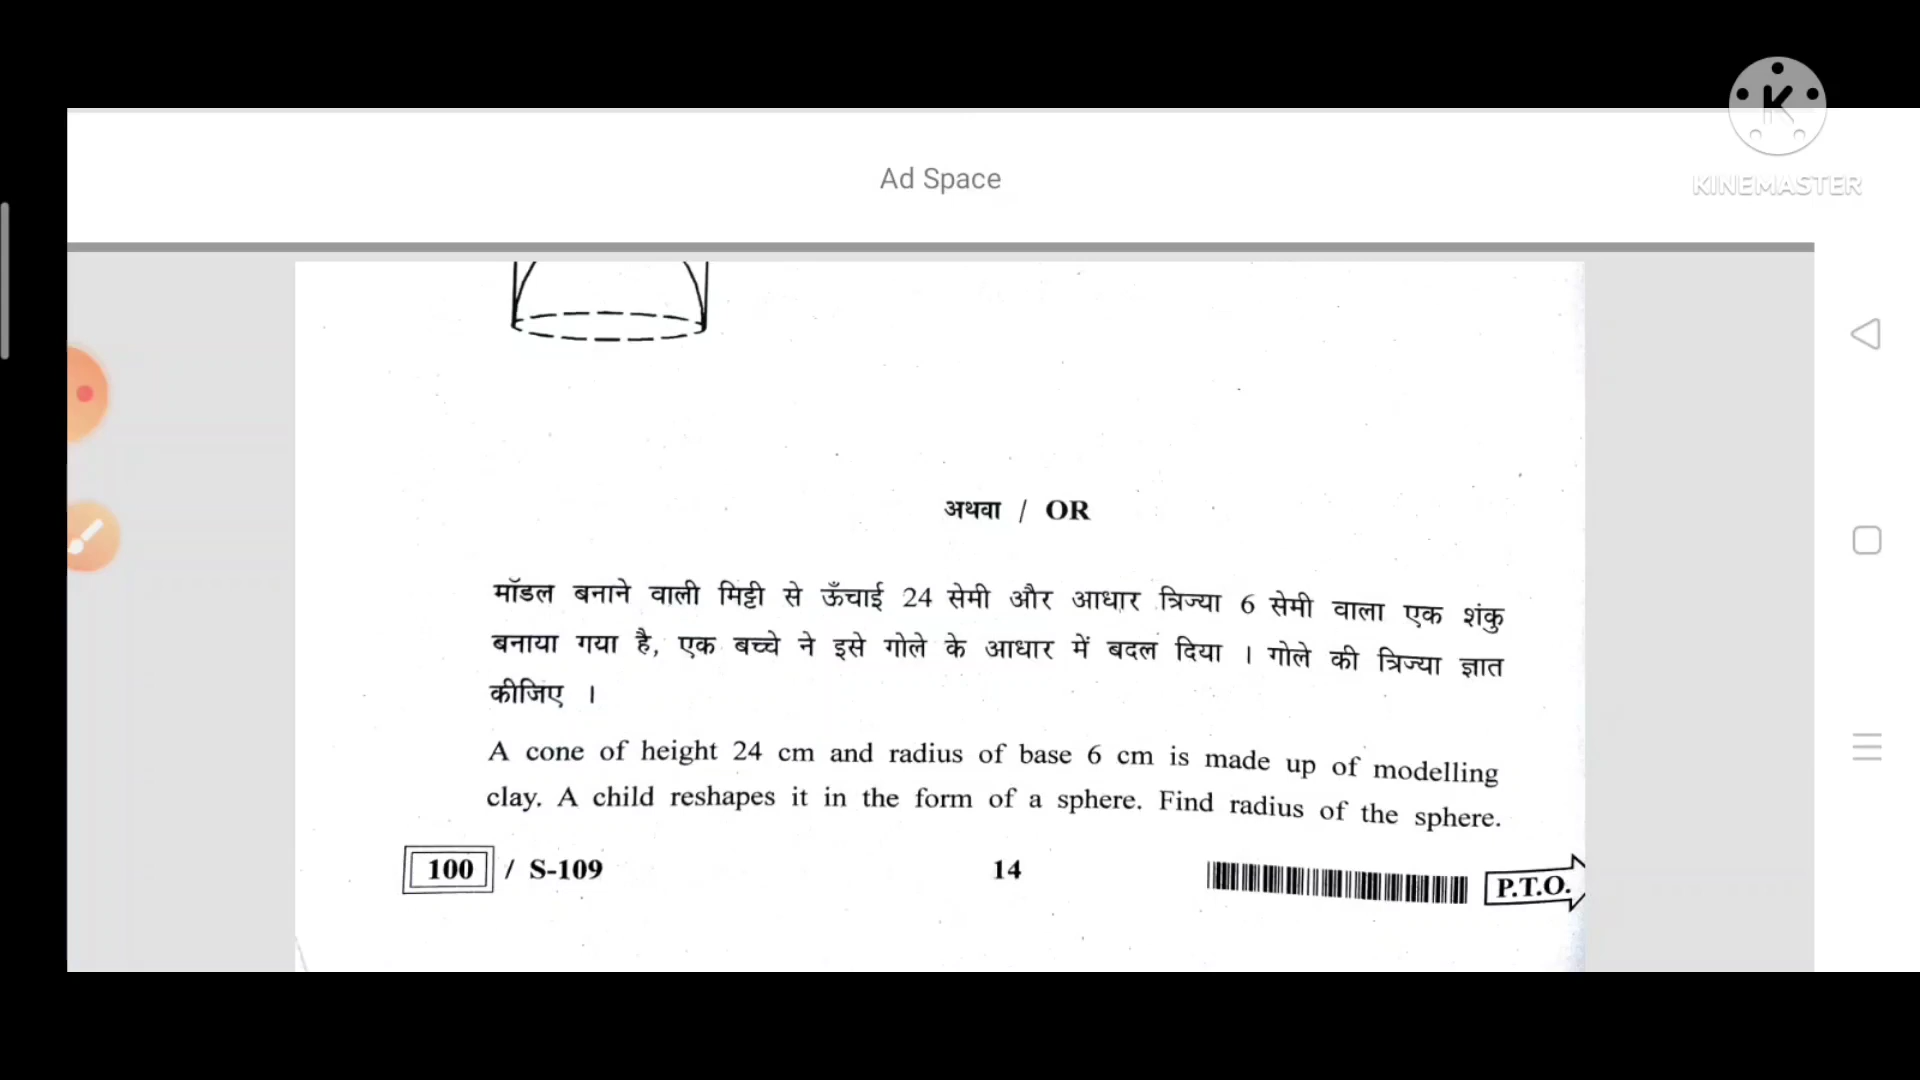 KINEMASTER
Ad Space
अथवा / OR
मॉडल बनाने वाली मिट्टी से ऊँचाई 24 सेमी और आधार त्रिज्या 6 सेमी वाला एक शंकु
बनाया गया है, एक बच्चे ने इसे गोले के आधार में बदल दिया । गोले की त्रिज्या ज्ञात
कीजिए ।
A cone of height 24 cm and radius of base 6 cm is made up of modelling
clay. A child reshapes it in the form of a sphere. Find radius of the sphere.
100 / S-109 14 P.T.O.